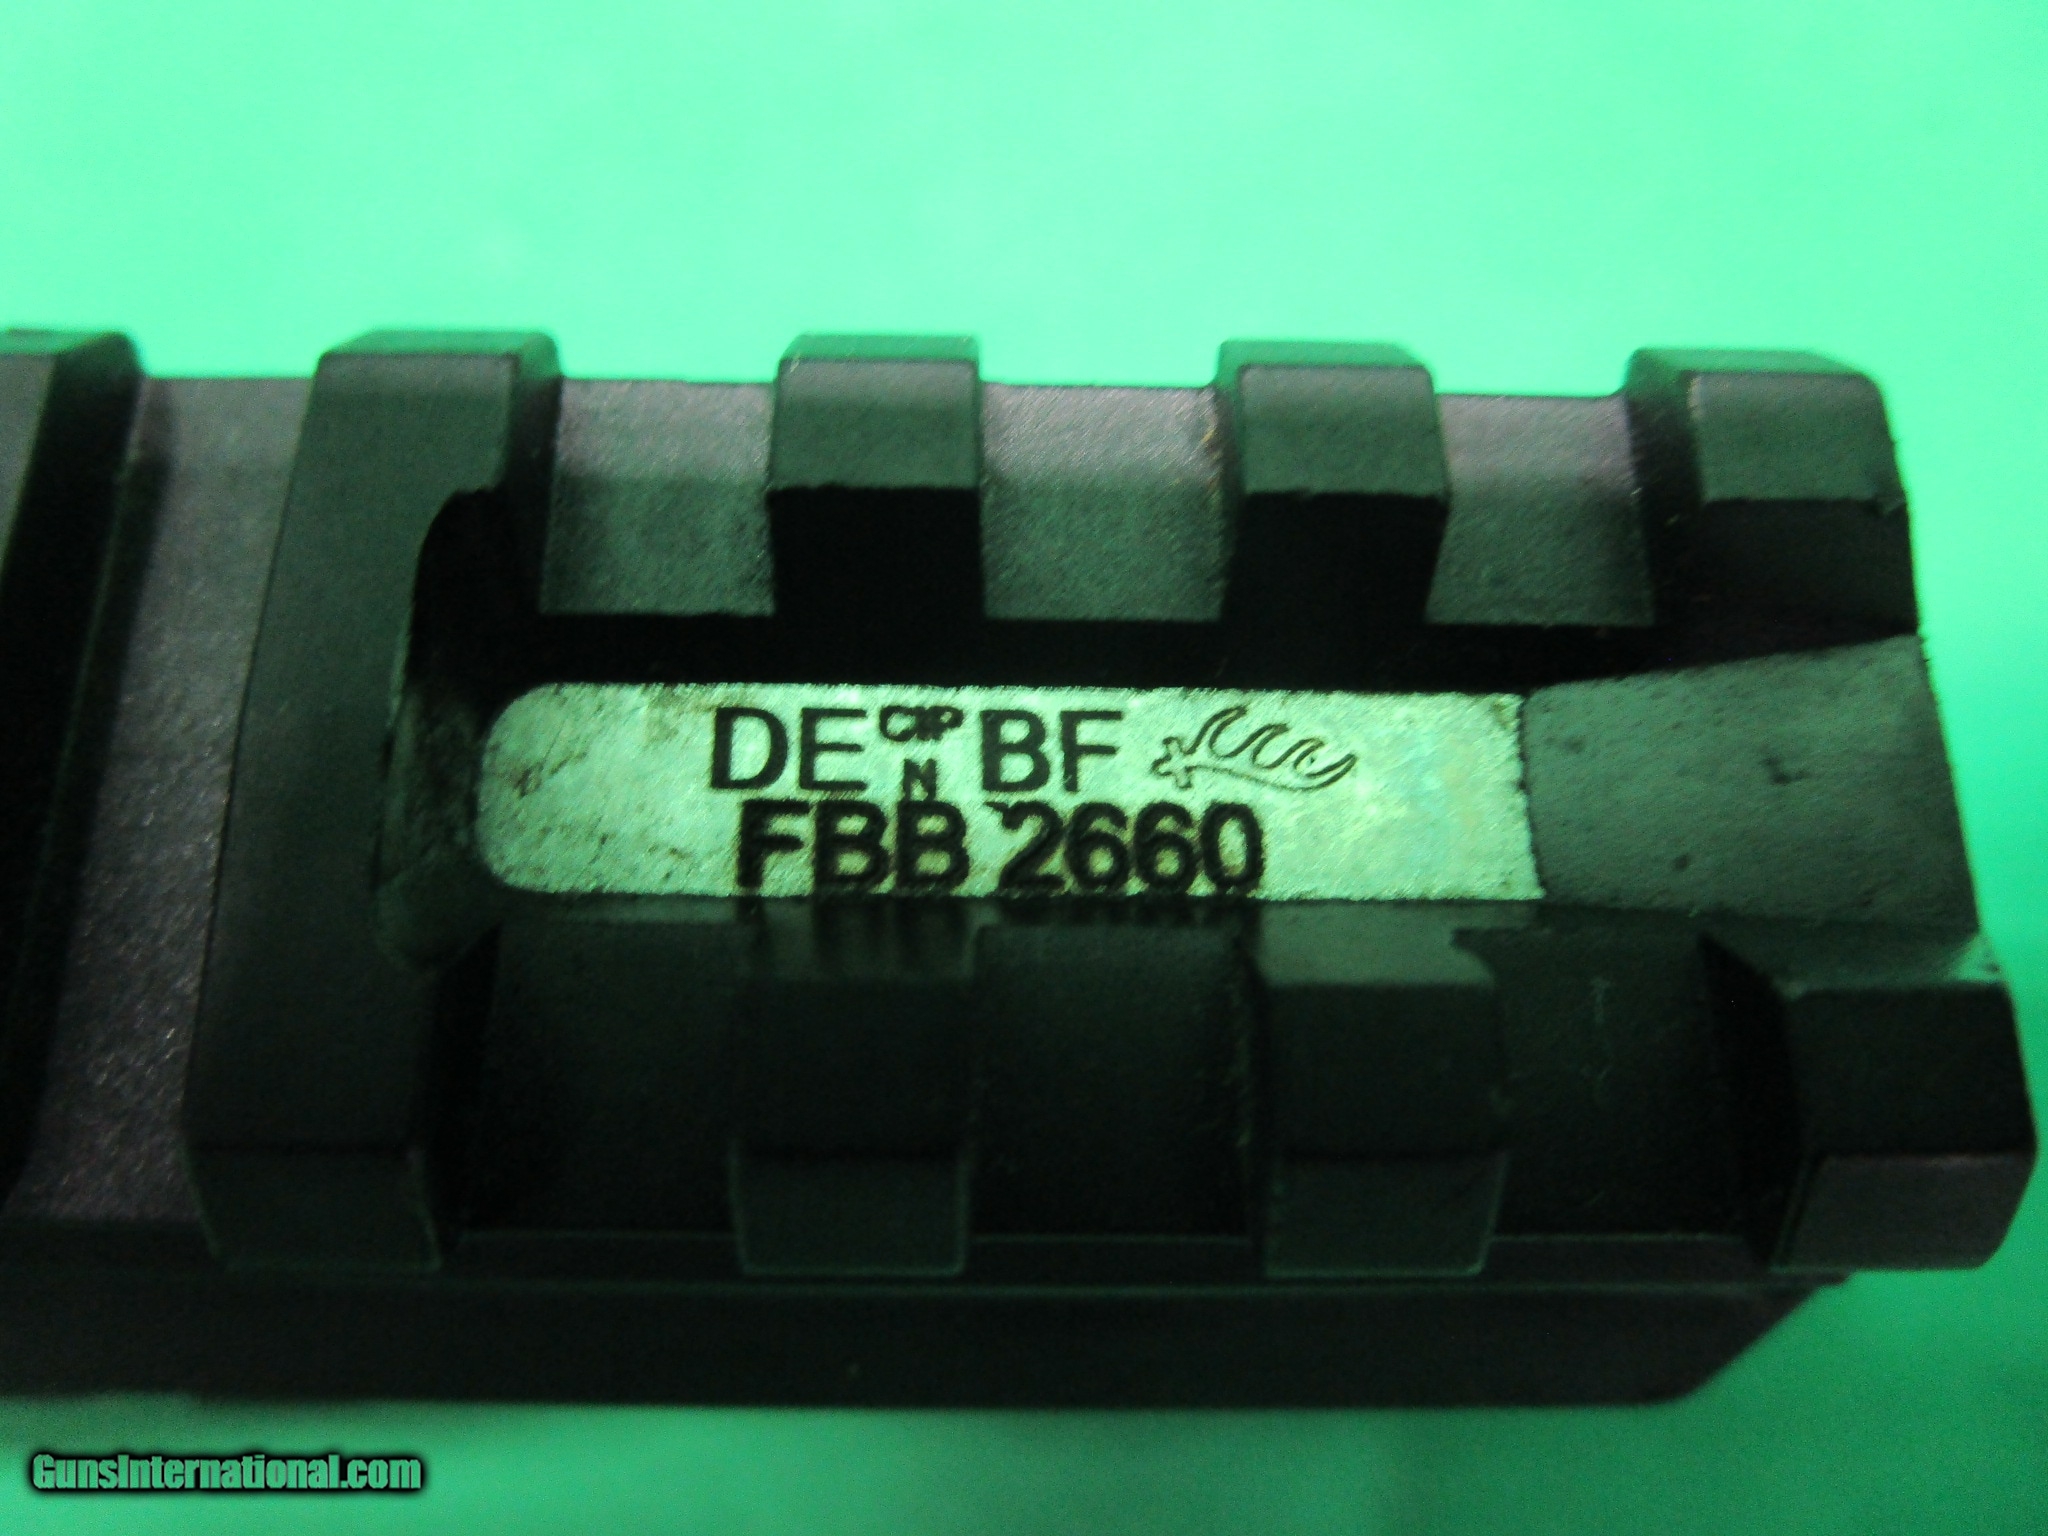 DE CIP N BF
FBB 2660
GunsInternational.com